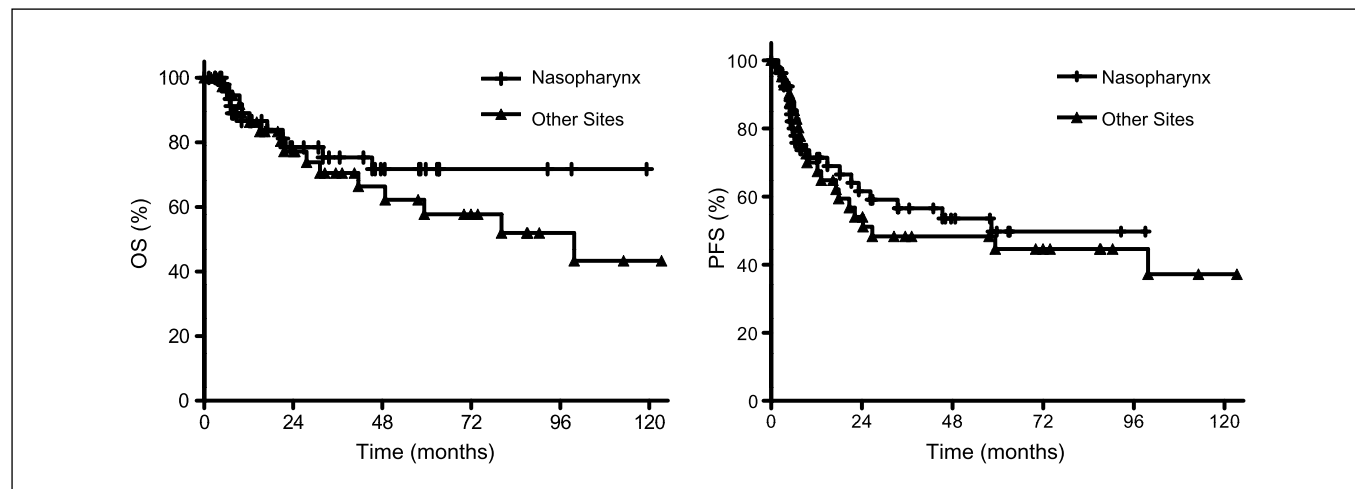 OS (%)
100
80
60
40
20
0
Nasopharynx
Other Sites
0 24 48 72 96 120
Time (months)
PFS (%)
100
80
60
40
20
0
Nasopharynx
Other Sites
0 24 48 72 96 120
Time (months)